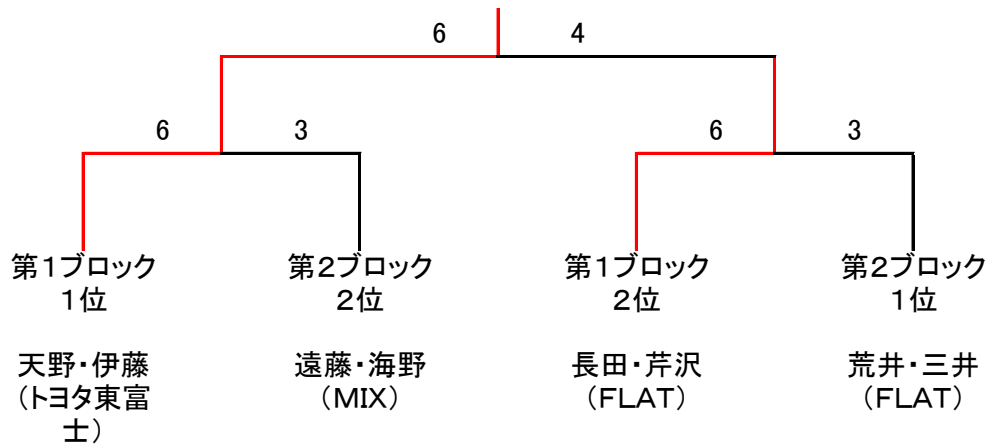 6 4
6 3 6 3
第1ブロック
1位
第2ブロック
2位
第1ブロック
2位
第2ブロック
1位
天野・伊藤
(トヨタ東富
士)
遠藤・海野
(MIX)
長田・芹沢
(FLAT)
荒井・三井
(FLAT)